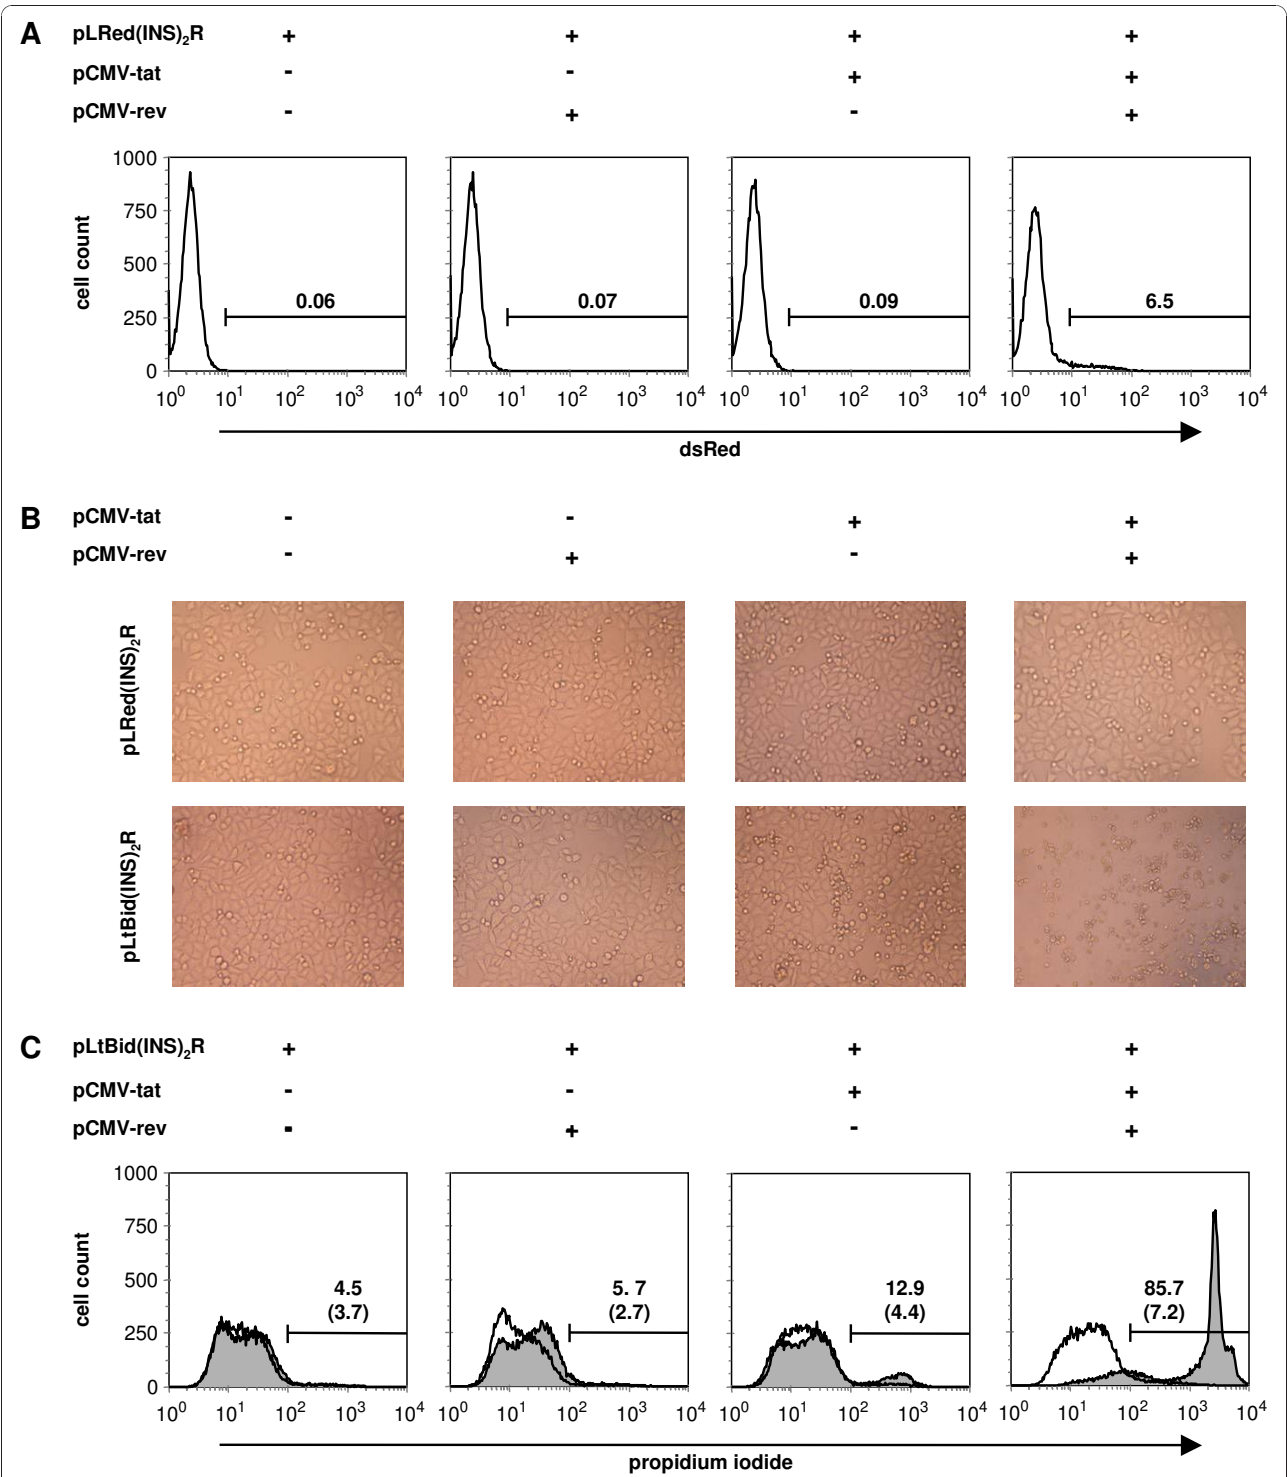 A
pLRed(INS)2R + + + +
pCMV-tat - - + +
pCMV-rev - + - +
cell count
1000
750
500
250
0
0.06 0.07 0.09 6.5
10^0 10^1 10^2 10^3 10^4 10^0 10^1 10^2 10^3 10^4 10^0 10^1 10^2 10^3 10^4 10^0 10^1 10^2 10^3 10^4
dsRed
B
pCMV-tat - - + +
pCMV-rev - + - +
pLRed(INS)2R
pLtBid(INS)2R
C
pLtBid(INS)2R + + + +
pCMV-tat - - + +
pCMV-rev - + - +
cell count
1000
750
500
250
0
4.5 5. 7 12.9 85.7
(3.7) (2.7) (4.4) (7.2)
10^0 10^1 10^2 10^3 10^4 10^0 10^1 10^2 10^3 10^4 10^0 10^1 10^2 10^3 10^4 10^0 10^1 10^2 10^3 10^4
propidium iodide